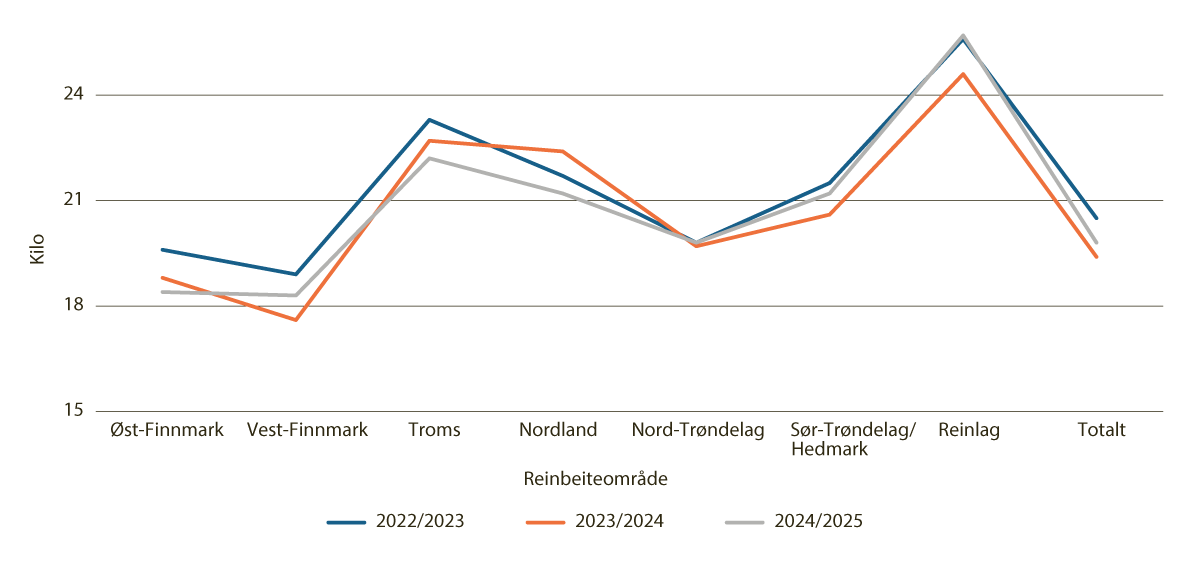 24
21
18
15
Kilo
Øst-Finnmark
Vest-Finnmark
Troms
Nordland
Nord-Trøndelag
Sør-Trøndelag/
Hedmark
Reinlag
Totalt
Reinbeiteområde
2022/2023
2023/2024
2024/2025